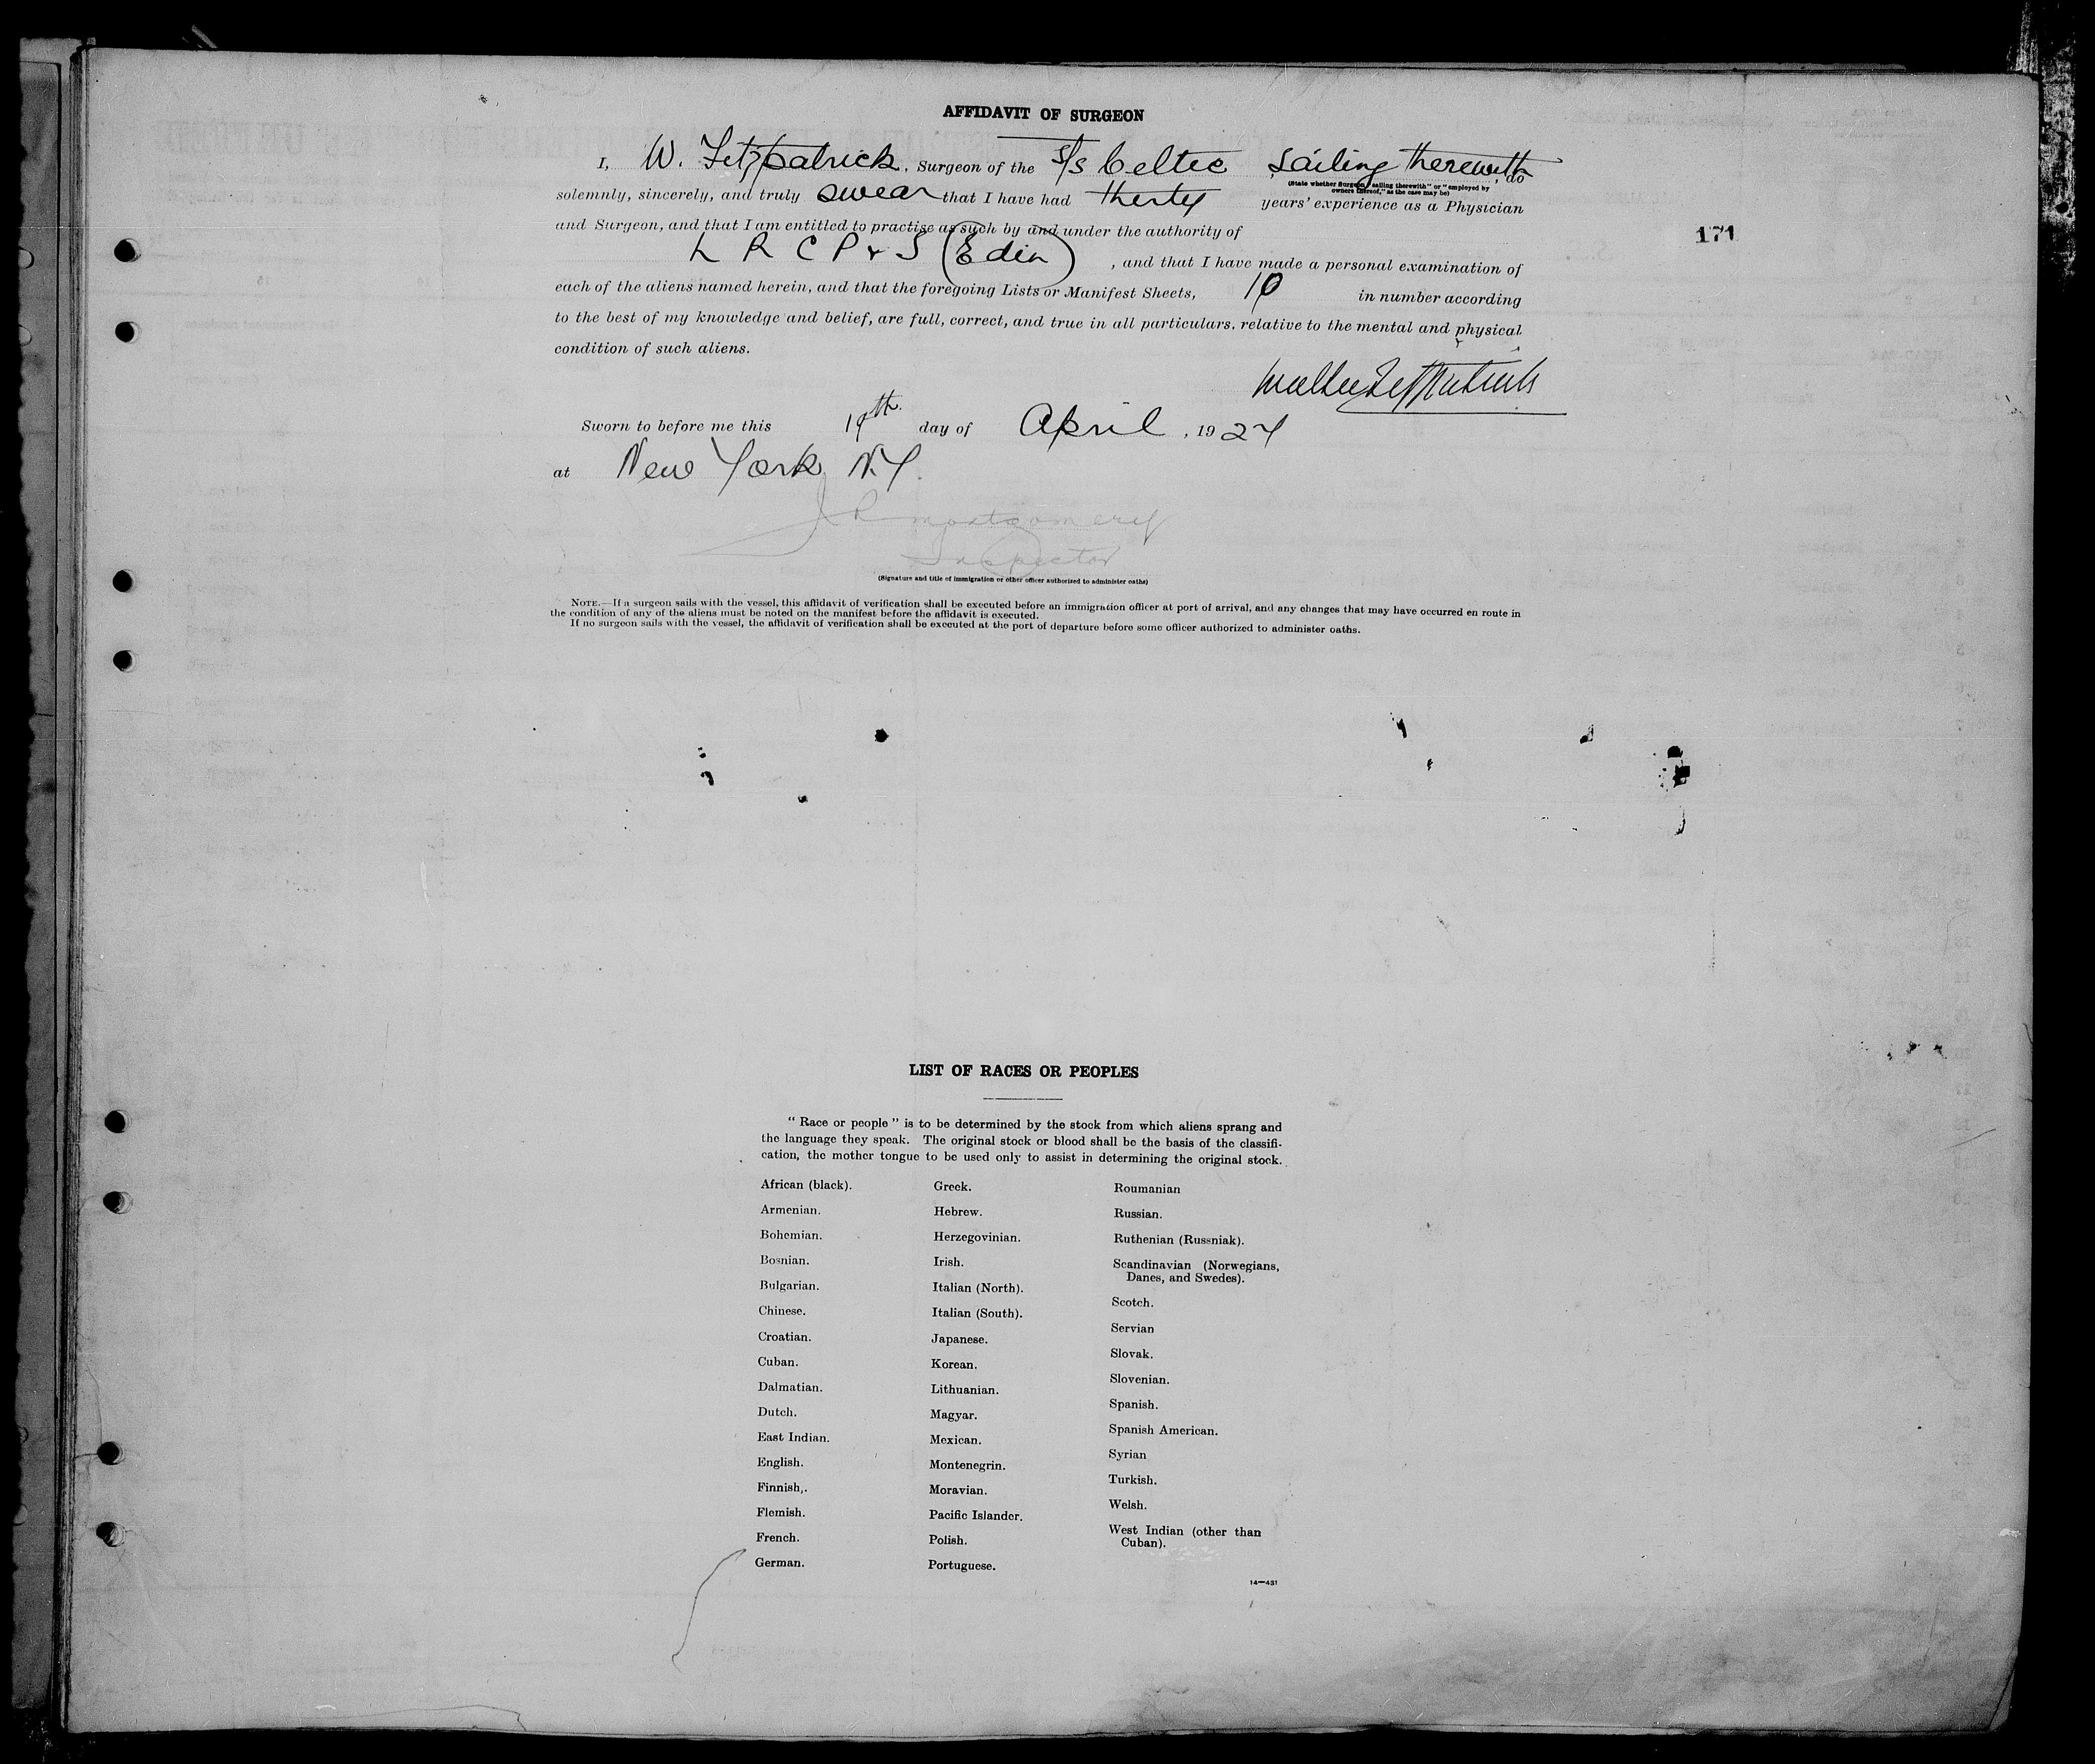 AFFIDAVIT OF SURGEON
I, W. Fitzpatrick, Surgeon of the S/S Celtic sailing therewith, do
(State whether Surgeon "sailing therewith" or "employed by
owners thereof," as the case may be)
solemnly, sincerely, and truly swear that I have had thirty years' experience as a Physician
and Surgeon, and that I am entitled to practise as such by and under the authority of
171
L R C P & S (Edin), and that I have made a personal examination of
each of the aliens named herein, and that the foregoing Lists or Manifest Sheets, 10 in number according
to the best of my knowledge and belief, are full, correct, and true in all particulars, relative to the mental and physical
condition of such aliens.
Walter Fitzpatrick
Sworn to before me this 19th day of April, 1924
at New York N.Y.
J R Montgomery
Inspector
(Signature and title of immigration or other officer authorized to administer oaths)
NOTE.—If a surgeon sails with the vessel, this affidavit of verification shall be executed before an immigration officer at port of arrival, and any changes that may have occurred en route in
the condition of any of the aliens must be noted on the manifest before the affidavit is executed.
If no surgeon sails with the vessel, the affidavit of verification shall be executed at the port of departure before some officer authorized to administer oaths.
LIST OF RACES OR PEOPLES
"Race or people" is to be determined by the stock from which aliens sprang and
the language they speak. The original stock or blood shall be the basis of the classifi-
cation, the mother tongue to be used only to assist in determining the original stock.
African (black).
Armenian.
Bohemian.
Bosnian.
Bulgarian.
Chinese.
Croatian.
Cuban.
Dalmatian.
Dutch.
East Indian.
English.
Finnish,.
Flemish.
French.
German.
Greek.
Hebrew.
Herzegovinian.
Irish.
Italian (North).
Italian (South).
Japanese.
Korean.
Lithuanian.
Magyar.
Mexican.
Montenegrin.
Moravian.
Pacific Islander.
Polish.
Portuguese.
Roumanian
Russian.
Ruthenian (Russniak).
Scandinavian (Norwegians,
Danes, and Swedes).
Scotch.
Servian
Slovak.
Slovenian.
Spanish.
Spanish American.
Syrian
Turkish.
Welsh.
West Indian (other than
Cuban).
14—431